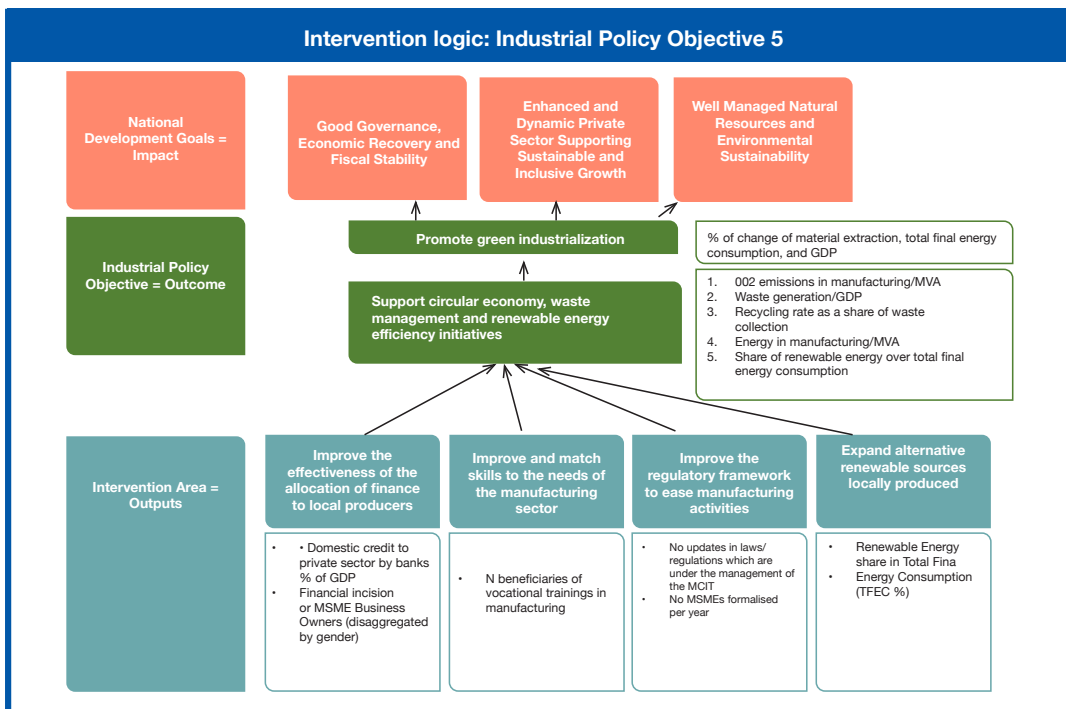 Intervention logic: Industrial Policy Objective 5
National
Development Goals =
Impact
Good Governance,
Economic Recovery and
Fiscal Stability
Enhanced and
Dynamic Private
Sector Supporting
Sustainable and
Inclusive Growth
Well Managed Natural
Resources and
Environmental
Sustainability
Industrial Policy
Objective = Outcome
Promote green industrialization
% of change of material extraction, total final energy
consumption, and GDP
Support circular economy, waste
management and renewable energy
efficiency initiatives
1. 002 emissions in manufacturing/MVA
2. Waste generation/GDP
3. Recycling rate as a share of waste
collection
4. Energy in manufacturing/MVA
5. Share of renewable energy over total final
energy consumption
Intervention Area =
Outputs
Improve the
effectiveness of the
allocation of finance
to local producers
Improve and match
skills to the needs of
the manufacturing
sector
Improve the
regulatory framework
to ease manufacturing
activities
Expand alternative
renewable sources
locally produced
• • Domestic credit to
private sector by banks
% of GDP
• Financial incision
or MSME Business
Owners (disaggregated
by gender)
• N beneficiaries of
vocational trainings in
manufacturing
• No updates in laws/
regulations which are
under the management of
the MCIT
• No MSMEs formalised
per year
• Renewable Energy
share in Total Fina
• Energy Consumption
(TFEC %)